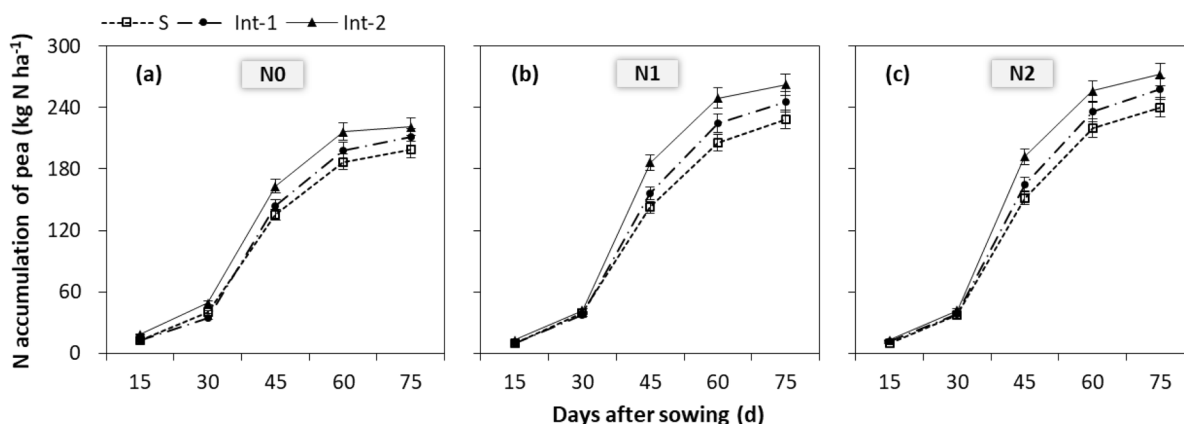 S Int-1 Int-2
N accumulation of pea (kg N ha⁻¹)
300
240
180
120
60
0
(a) N0
15 30 45 60 75
(b) N1
15 30 45 60 75
(c) N2
15 30 45 60 75
Days after sowing (d)